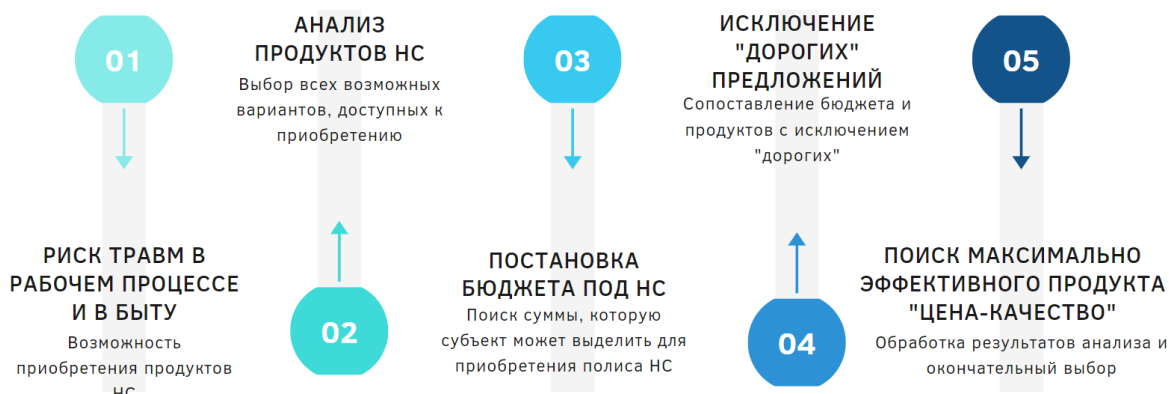 01
РИСК ТРАВМ В
РАБОЧЕМ ПРОЦЕССЕ
И В БЫТУ
Возможность
приобретения продуктов
НС
АНАЛИЗ
ПРОДУКТОВ НС
Выбор всех возможных
вариантов, доступных к
приобретению
02
03
ПОСТАНОВКА
БЮДЖЕТА ПОД НС
Поиск суммы, которую
субъект может выделить для
приобретения полиса НС
ИСКЛЮЧЕНИЕ
"ДОРОГИХ"
ПРЕДЛОЖЕНИЙ
Сопоставление бюджета и
продуктов с исключением
"дорогих"
04
05
ПОИСК МАКСИМАЛЬНО
ЭФФЕКТИВНОГО ПРОДУКТА
"ЦЕНА-КАЧЕСТВО"
Обработка результатов анализа и
окончательный выбор